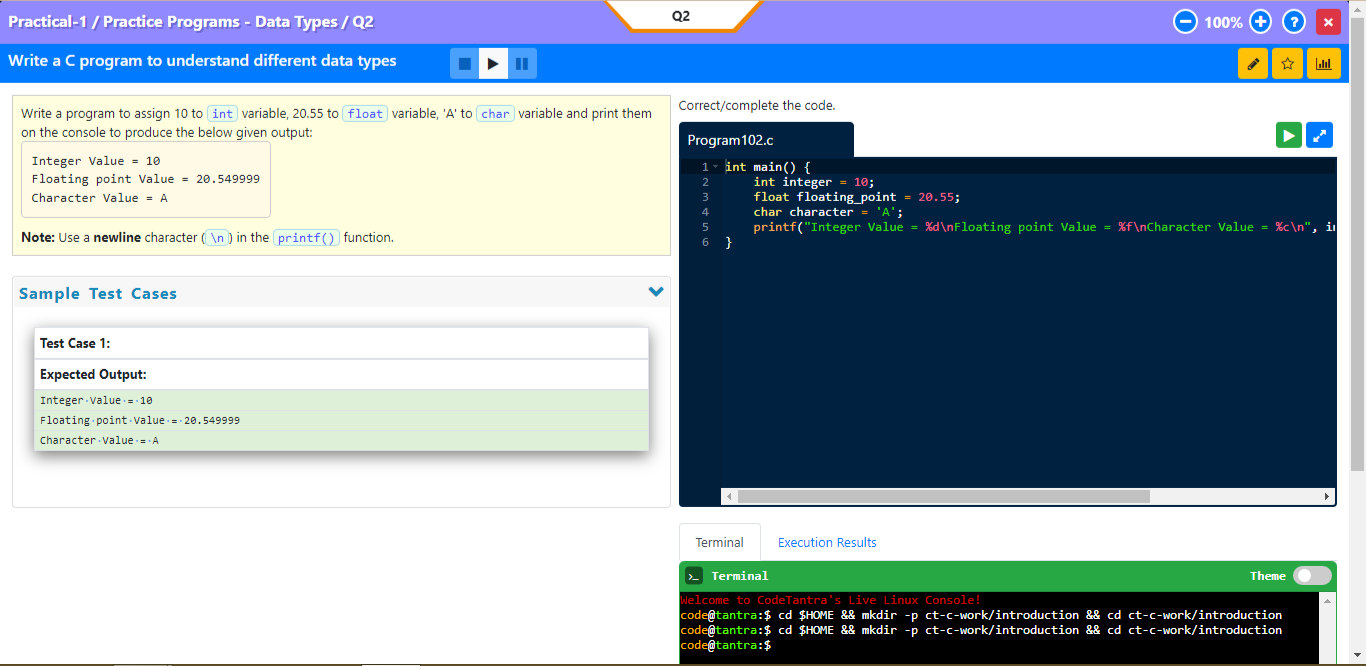 Practical-1 / Practice Programs - Data Types / Q2
Q2
100%
Write a C program to understand different data types
Write a program to assign 10 to int variable, 20.55 to float variable, 'A' to char variable and print them
on the console to produce the below given output:
Integer Value = 10
Floating point Value = 20.549999
Character Value = A
Note: Use a newline character (\n) in the printf() function.
Sample Test Cases
Test Case 1:
Expected Output:
Integer·Value·=·10
Floating·point·Value·=·20.549999
Character·Value·=·A
Correct/complete the code.
Program102.c
1 int main() {
2 int integer = 10;
3 float floating_point = 20.55;
4 char character = 'A';
5 printf("Integer Value = %d\nFloating point Value = %f\nCharacter Value = %c\n",
6 }
Terminal
Execution Results
Terminal
Theme
Welcome to CodeTantra's Live Linux Console!
code@tantra:$ cd $HOME && mkdir -p ct-c-work/introduction && cd ct-c-work/introduction
code@tantra:$ cd $HOME && mkdir -p ct-c-work/introduction && cd ct-c-work/introduction
code@tantra:$